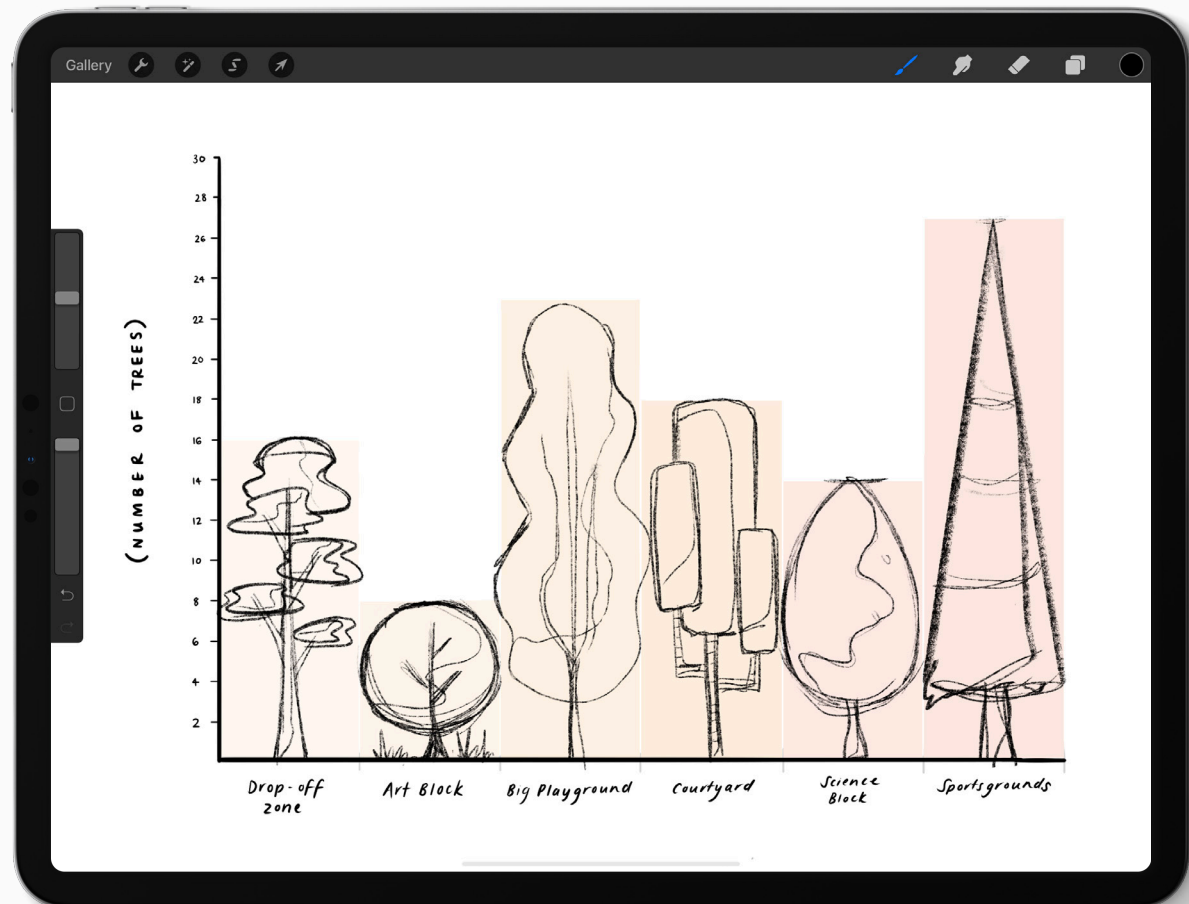 Gallery
30
28
26
24
22
20
18
16
14
12
10
8
6
4
2
(NUMBER OF TREES)
Drop-off
zone
Art Block
Big Playground
Courtyard
Science
Block
Sportsgrounds